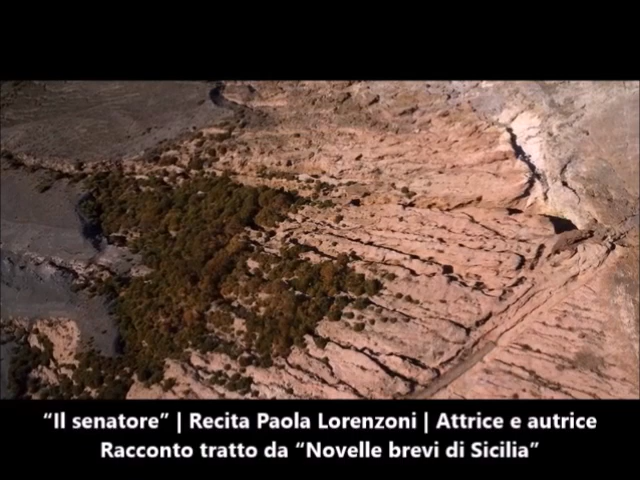 “Il senatore” | Recita Paola Lorenzoni | Attrice e autrice
Racconto tratto da “Novelle brevi di Sicilia”